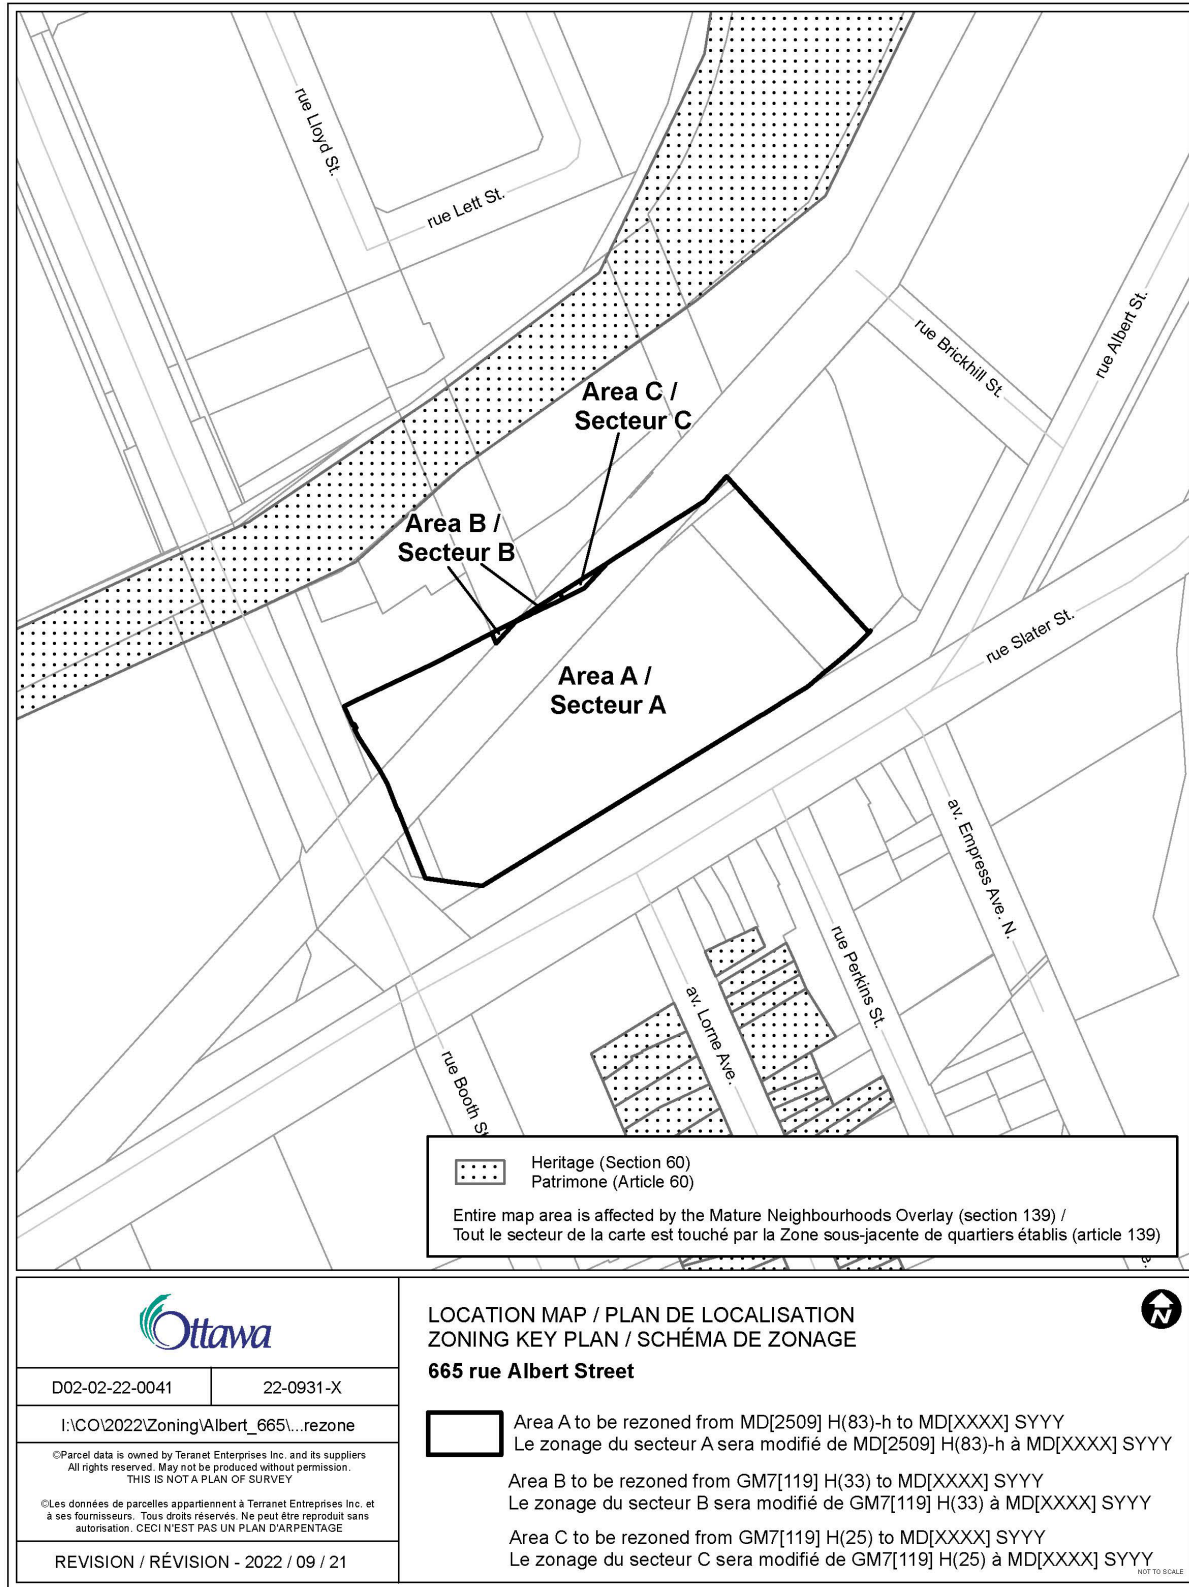 rue Lloyd St.
rue Lett St.
rue Brickhill St.
rue Albert St.
Area C /
Secteur C
Area B /
Secteur B
rue Slater St.
Area A /
Secteur A
av. Empress Ave. N.
rue Perkins St.
av. Lorne Ave.
rue Booth St
Heritage (Section 60)
Patrimone (Article 60)
Entire map area is affected by the Mature Neighbourhoods Overlay (section 139) /
Tout le secteur de la carte est touché par la Zone sous-jacente de quartiers établis (article 139)
Ottawa
D02-02-22-0041
22-0931-X
I:\CO\2022\Zoning\Albert_665\...rezone
©Parcel data is owned by Teranet Enterprises Inc. and its suppliers
All rights reserved. May not be produced without permission.
THIS IS NOT A PLAN OF SURVEY
©Les données de parcelles appartiennent à Terranet Entreprises Inc. et
à ses fournisseurs. Tous droits réservés. Ne peut être reproduit sans
autorisation. CECI N'EST PAS UN PLAN D'ARPENTAGE
REVISION / RÉVISION - 2022 / 09 / 21
LOCATION MAP / PLAN DE LOCALISATION
ZONING KEY PLAN / SCHÉMA DE ZONAGE
665 rue Albert Street
N
Area A to be rezoned from MD[2509] H(83)-h to MD[XXXX] SYYY
Le zonage du secteur A sera modifié de MD[2509] H(83)-h à MD[XXXX] SYYY
Area B to be rezoned from GM7[119] H(33) to MD[XXXX] SYYY
Le zonage du secteur B sera modifié de GM7[119] H(33) à MD[XXXX] SYYY
Area C to be rezoned from GM7[119] H(25) to MD[XXXX] SYYY
Le zonage du secteur C sera modifié de GM7[119] H(25) à MD[XXXX] SYYY
NOT TO SCALE